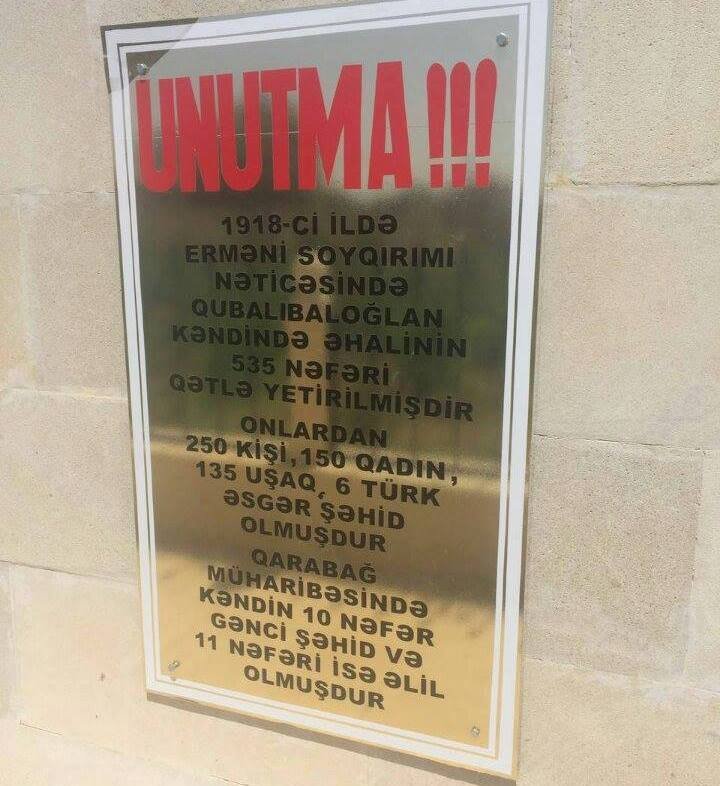 UNUTMA !!!
1918-Cİ İLDƏ
ERMƏNİ SOYQIRIMI
NƏTİCƏSİNDƏ
QUBALIBALOĞLAN
KƏNDİNDƏ ƏHALİNİN
535 NƏFƏRİ
QƏTLƏ YETİRİLMİŞDİR
ONLARDAN
250 KİŞİ, 150 QADIN,
135 UŞAQ, 6 TÜRK
ƏSGƏR ŞƏHİD
OLMUŞDUR
QARABAĞ
MÜHARİBƏSİNDƏ
KƏNDİN 10 NƏFƏR
GƏNCİ ŞƏHİD VƏ
11 NƏFƏRİ İSƏ ƏLİL
OLMUŞDUR